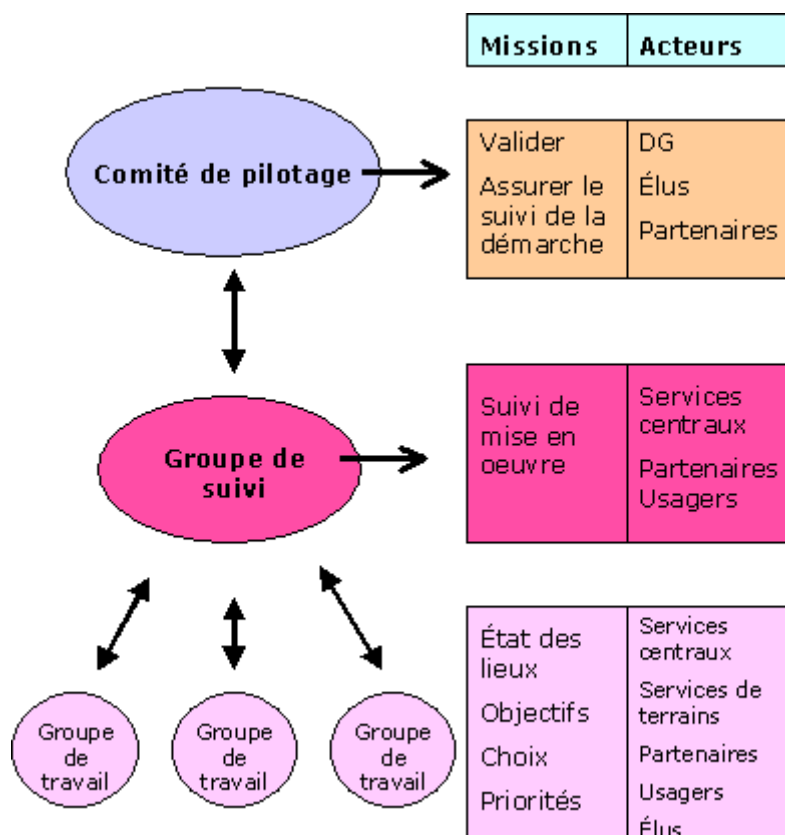 Missions Acteurs
Comité de pilotage
Valider
Assurer le
suivi de la
démarche
DG
Élus
Partenaires
Groupe de
suivi
Suivi de
mise en
oeuvre
Services
centraux
Partenaires
Usagers
Groupe
de
travail
Groupe
de
travail
Groupe
de
travail
État des
lieux
Objectifs
Choix
Priorités
Services
centraux
Services de
terrains
Partenaires
Usagers
Élus